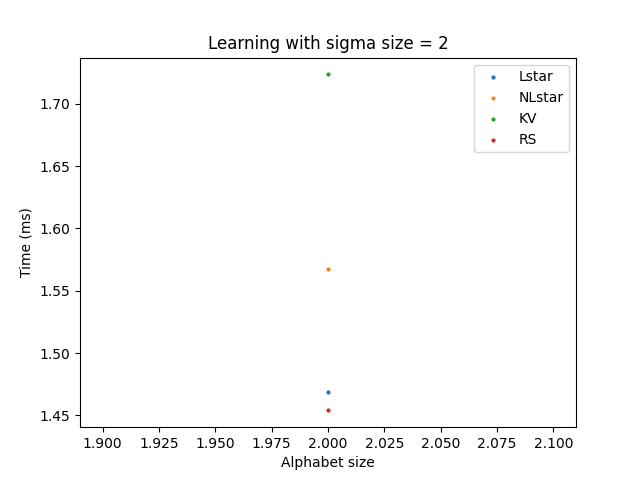 Learning with sigma size = 2
Lstar
NLstar
KV
RS
Time (ms)
1.70
1.65
1.60
1.55
1.50
1.45
1.900 1.925 1.950 1.975 2.000 2.025 2.050 2.075 2.100
Alphabet size